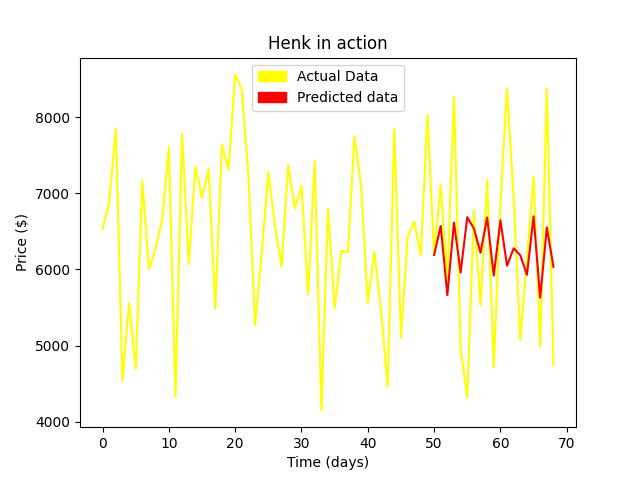 Henk in action
Actual Data
Predicted data
Price ($)
8000
7000
6000
5000
4000
0 10 20 30 40 50 60 70
Time (days)